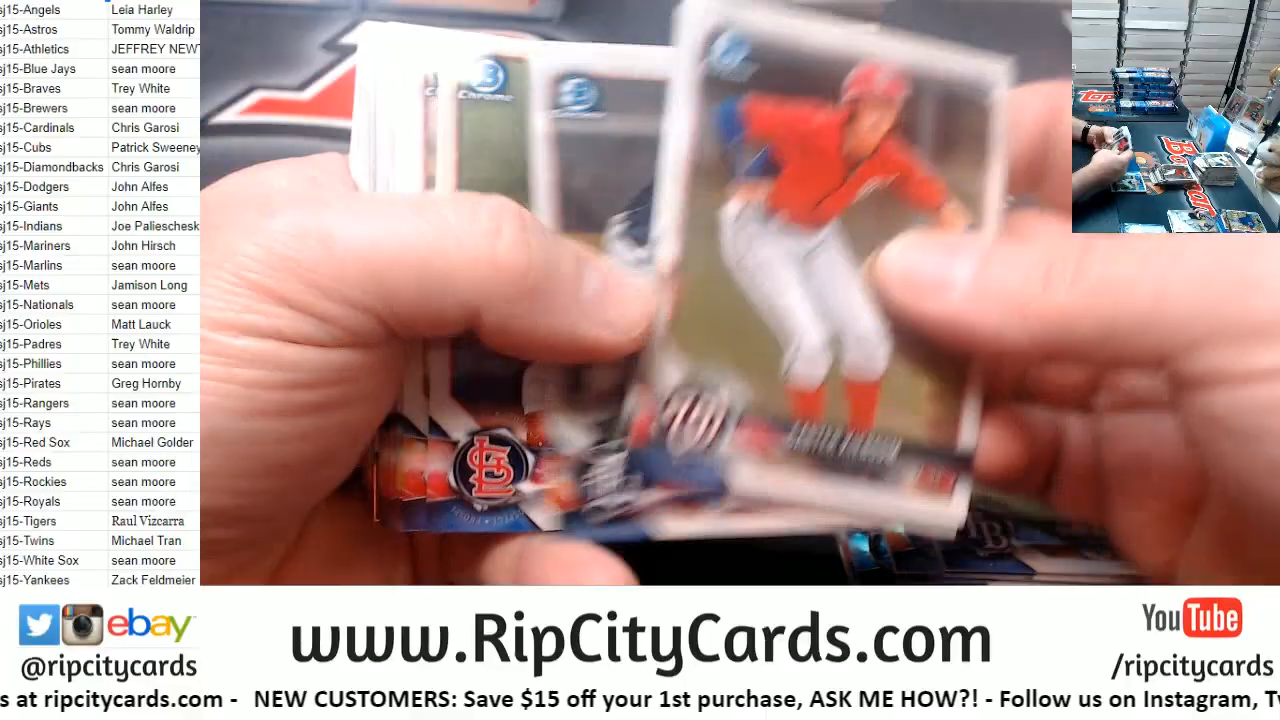 sj15-Angels Leia Harley
sj15-Astros Tommy Waldrip
sj15-Athletics JEFFREY NEWT
sj15-Blue Jays sean moore
sj15-Braves Trey White
sj15-Brewers sean moore
sj15-Cardinals Chris Garosi
sj15-Cubs Patrick Sweeney
sj15-Diamondbacks Chris Garosi
sj15-Dodgers John Alfes
sj15-Giants John Alfes
sj15-Indians Joe Palieschesk
sj15-Mariners John Hirsch
sj15-Marlins sean moore
sj15-Mets Jamison Long
sj15-Nationals sean moore
sj15-Orioles Matt Lauck
sj15-Padres Trey White
sj15-Phillies sean moore
sj15-Pirates Greg Hornby
sj15-Rangers sean moore
sj15-Rays sean moore
sj15-Red Sox Michael Golder
sj15-Reds sean moore
sj15-Rockies sean moore
sj15-Royals sean moore
sj15-Tigers Raul Vizcarra
sj15-Twins Michael Tran
sj15-White Sox sean moore
sj15-Yankees Zack Feldmeier
B
Chrome
B
STL
Topps
ebay
@ripcitycards
www.RipCityCards.com
YouTube
/ripcitycards
s at ripcitycards.com - NEW CUSTOMERS: Save $15 off your 1st purchase, ASK ME HOW?! - Follow us on Instagram, Tw